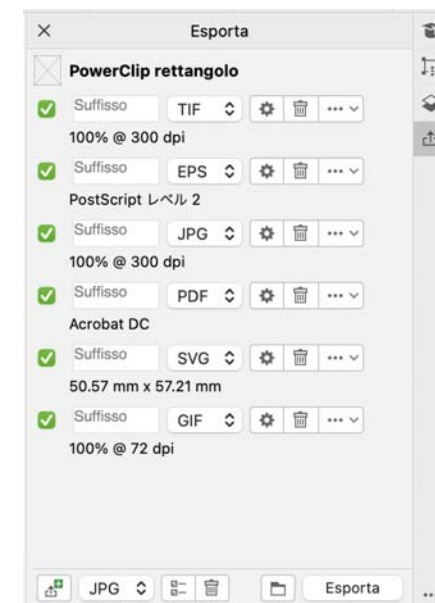 Esporta
PowerClip rettangolo
Suffisso TIF
100% @ 300 dpi
Suffisso EPS
PostScript レベル 2
Suffisso JPG
100% @ 300 dpi
Suffisso PDF
Acrobat DC
Suffisso SVG
50.57 mm x 57.21 mm
Suffisso GIF
100% @ 72 dpi
JPG Esporta